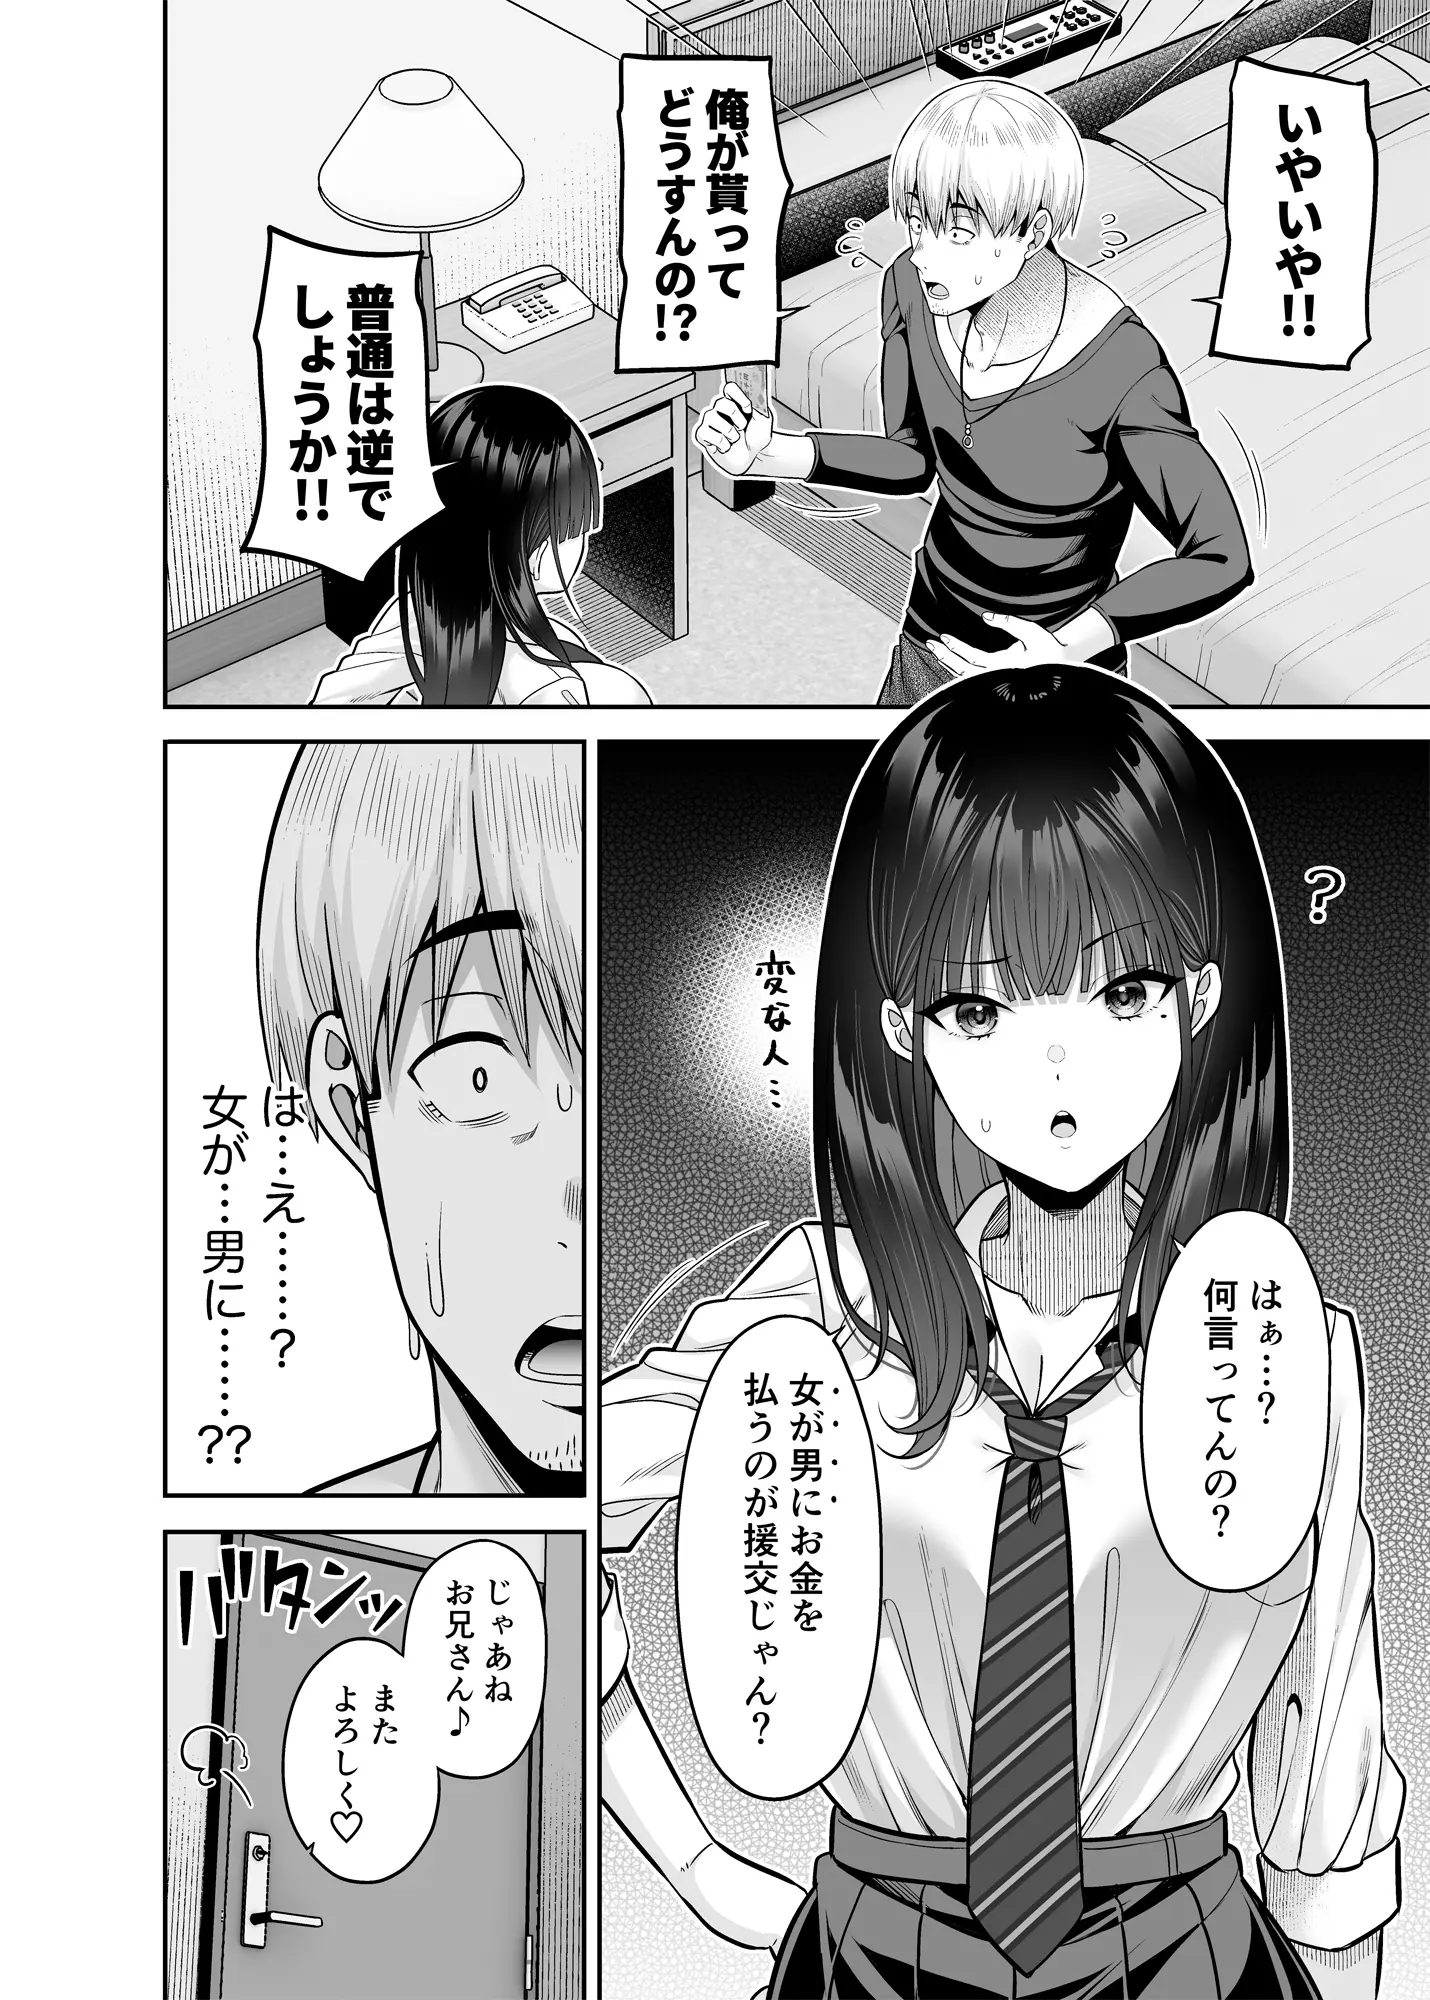 いやいや!!
俺が貰って
どうすんの!?
普通は逆で
しょうか!!
?
変な人…
はぁ…?
何言ってんの?
女が男にお金を
払うのが援交じゃん?
は…え………?
女が…男に………??
バタンッ
じゃあね
お兄さん♪
また
よろしく♡